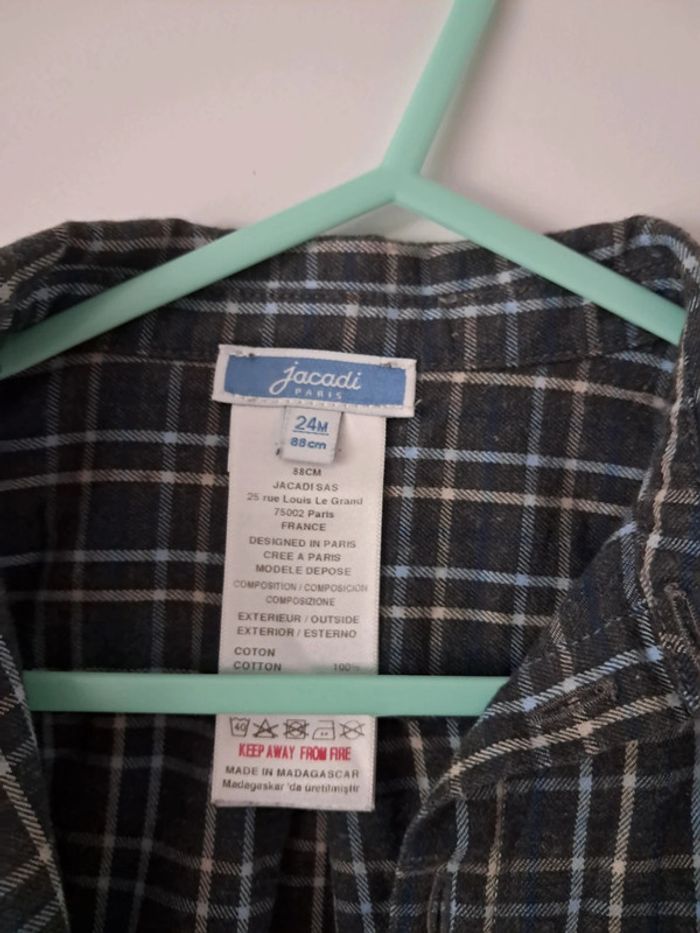 jacadi
PARIS
24M
88cm
88CM
JACADI SAS
25 rue Louis Le Grand
75002 Paris
FRANCE
DESIGNED IN PARIS
CREE A PARIS
MODELE DEPOSE
COMPOSITION / COMPOSICION
COMPOSIZIONE
EXTERIEUR / OUTSIDE
EXTERIOR / ESTERNO
COTON
COTTON 100%
40
KEEP AWAY FROM FIRE
MADE IN MADAGASCAR
Madagaskar'da üretilmiştir